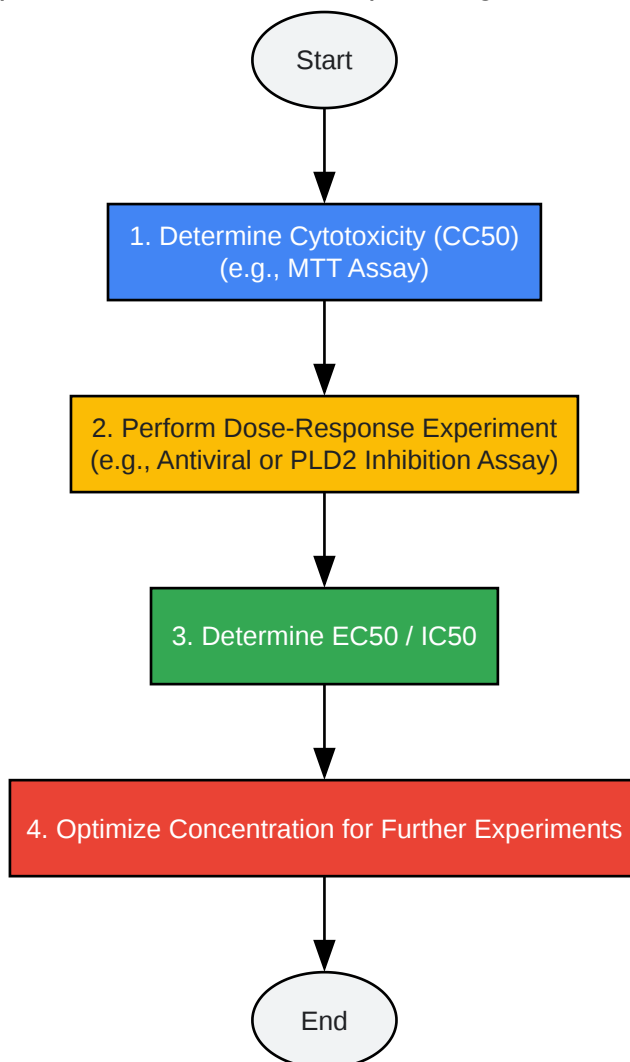 Start
1. Determine Cytotoxicity (CC50)
(e.g., MTT Assay)
2. Perform Dose-Response Experiment
(e.g., Antiviral or PLD2 Inhibition Assay)
3. Determine EC50 / IC50
4. Optimize Concentration for Further Experiments
End